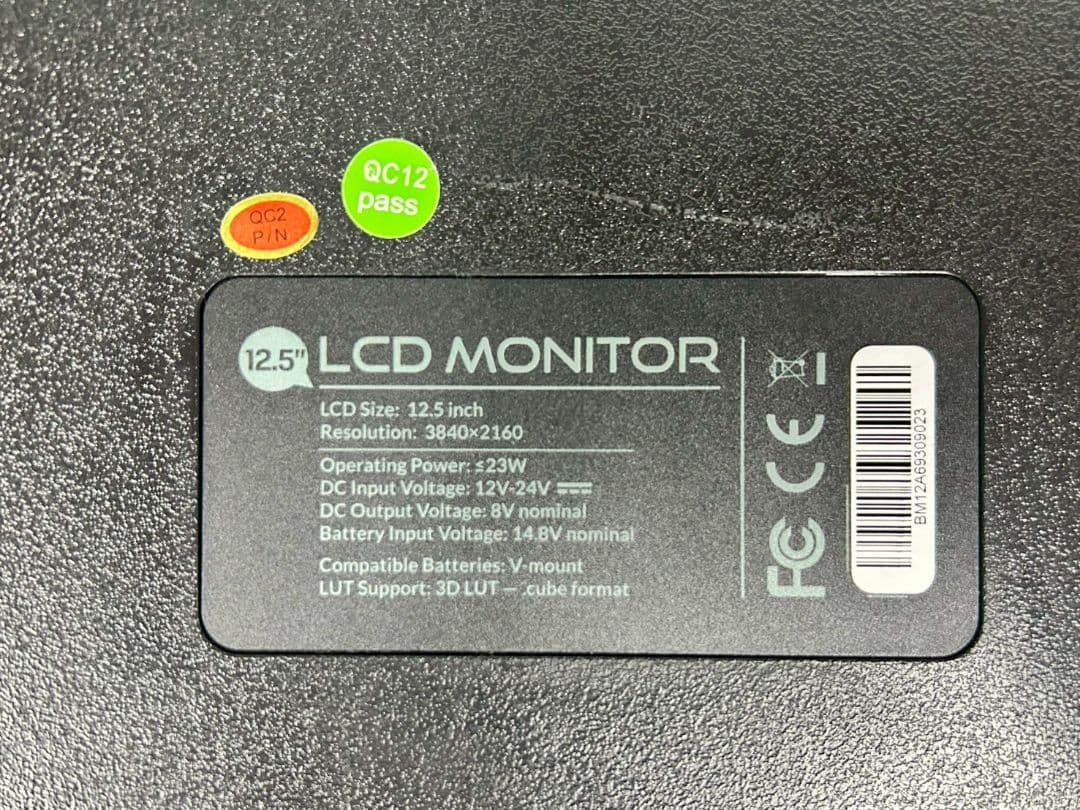 QC12
pass
QC2
P/N
12.5"
LCD MONITOR
LCD Size: 12.5 inch
Resolution: 3840×2160
Operating Power: ≤23W
DC Input Voltage: 12V-24V
DC Output Voltage: 8V nominal
Battery Input Voltage: 14.8V nominal
Compatible Batteries: V-mount
LUT Support: 3D LUT — .cube format
CE
FC
BM12A69309023